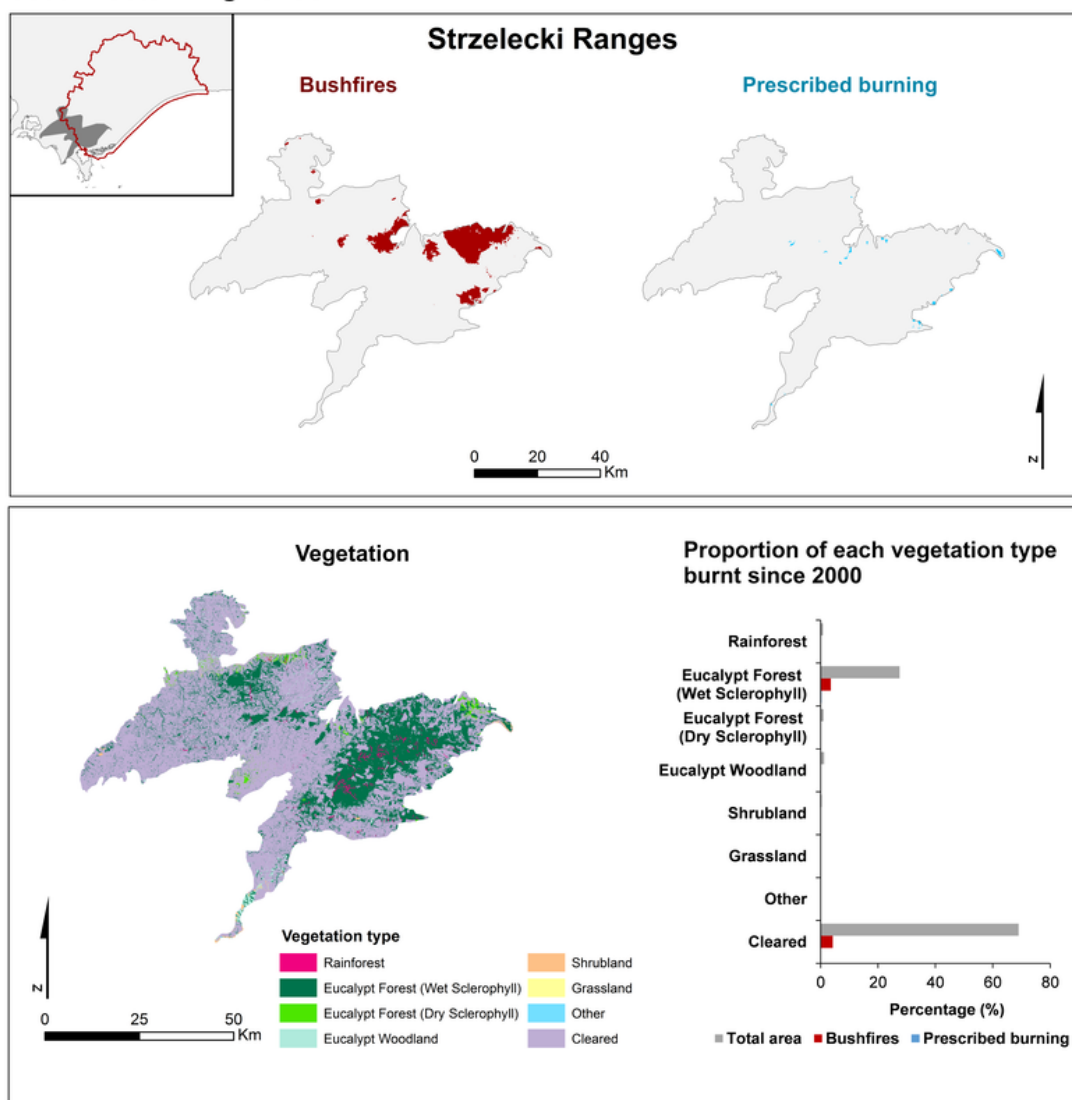 Strzelecki Ranges
Bushfires
Prescribed burning
0 20 40
Km
z
Vegetation
Proportion of each vegetation type
burnt since 2000
Rainforest
Eucalypt Forest
(Wet Sclerophyll)
Eucalypt Forest
(Dry Sclerophyll)
Eucalypt Woodland
Shrubland
Grassland
Other
Cleared
0 20 40 60 80
Percentage (%)
Total area Bushfires Prescribed burning
z
0 25 50
Km
Vegetation type
Rainforest
Eucalypt Forest (Wet Sclerophyll)
Eucalypt Forest (Dry Sclerophyll)
Eucalypt Woodland
Shrubland
Grassland
Other
Cleared